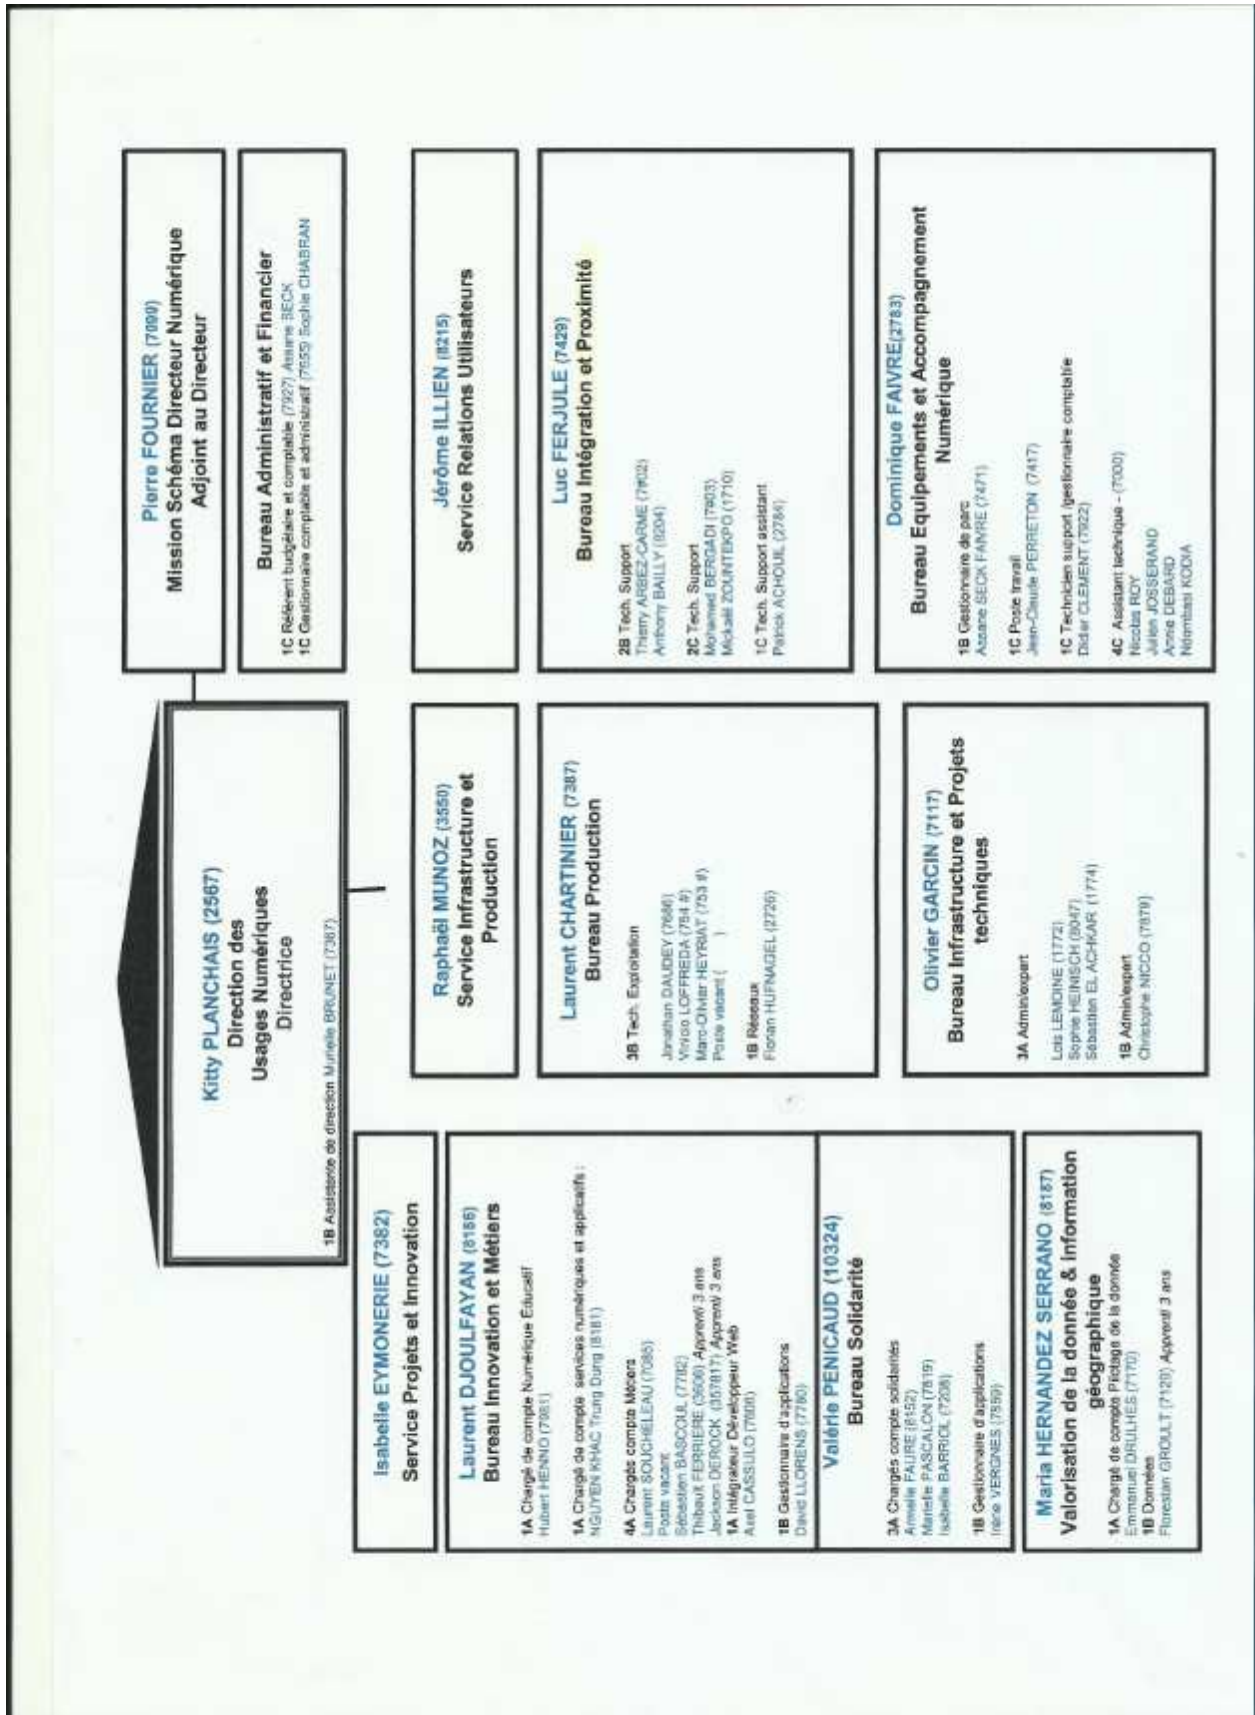 Kitty PLANCHAIS (2567)
Direction des
Usages Numériques
Directrice
1B Assistante de direction Murielle BRUNET (7367)
Pierre FOURNIER (7090)
Mission Schéma Directeur Numérique
Adjoint au Directeur
Bureau Administratif et Financier
1C Référent budgétaire et comptable (7927) Assane SECK
1C Gestionnaire comptable et administratif (7555) Sophie CHABRAN
Isabelle EYMONERIE (7382)
Service Projets et Innovation
Laurent DJOULFAYAN (8186)
Bureau Innovation et Métiers
1A Chargé de compte Numérique Educatif
Hubert HENNO (7981)
1A Chargé de compte services numériques et applicatifs :
NGUYEN KHAC Trung Dung (8181)
4A Chargés compte Métiers
Laurent SOUCHELEAU (7085)
Poste vacant
Sébastien BASCOUL (7782)
Thibault FERRIERE (3606) Apprenti 3 ans
Jackson DEROCK (357817) Apprenti 3 ans
1A Intégrateur Développeur Web
Axel CASSULO (7608)
1B Gestionnaire d'applications
David LLORENS (7780)
Valérie PENICAUD (10324)
Bureau Solidarité
3A Chargés compte solidarités
Armelle FAURE (8152)
Marielle PASCALON (7819)
Isabelle BARRIOL (7208)
1B Gestionnaire d'applications
Irène VERGNES (7859)
Maria HERNANDEZ SERRANO (8187)
Valorisation de la donnée & information
géographique
1A Chargé de compte Pilotage de la donnée
Emmanuel DRULHES (7170)
1B Données
Florestan GROULT (7120) Apprenti 3 ans
Raphaël MUNOZ (3550)
Service Infrastructure et
Production
Laurent CHARTINIER (7387)
Bureau Production
3B Tech. Exploitation
Jonathan DAUDEY (7686)
Vinicio LOFFREDA (754 #)
Marc-Olivier HEYRIAT (753 #)
Poste vacant ( )
1B Réseaux
Florian HUFNAGEL (2726)
Olivier GARCIN (7117)
Bureau Infrastructure et Projets
techniques
3A Admin/expert
Loïs LEMOINE (1772)
Sophie HEINISCH (8047)
Sébastien EL ACHKAR (1774)
1B Admin/expert
Christophe NICCO (7879)
Jérôme ILLIEN (8215)
Service Relations Utilisateurs
Luc FERJULE (7429)
Bureau Intégration et Proximité
2B Tech. Support
Thierry ARBEZ-CARME (7902)
Anthony BAILLY (8204)
2C Tech. Support
Mohamed BERGADI (7903)
Mickaël ZOUNTEKPO (1710)
1C Tech. Support assistant
Patrick ACHOUIL (2784)
Dominique FAIVRE(2783)
Bureau Equipements et Accompagnement
Numérique
1B Gestionnaire de parc
Assane SECK FAIVRE (7471)
1C Poste travail
Jean-Claude PERRETON (7417)
1C Technicien support /gestionnaire comptable
Didier CLEMENT (7922)
4C Assistant technique - (7000)
Nicolas ROY
Julien JOSSERAND
Annie DEBARD
Ndombasi KODIA